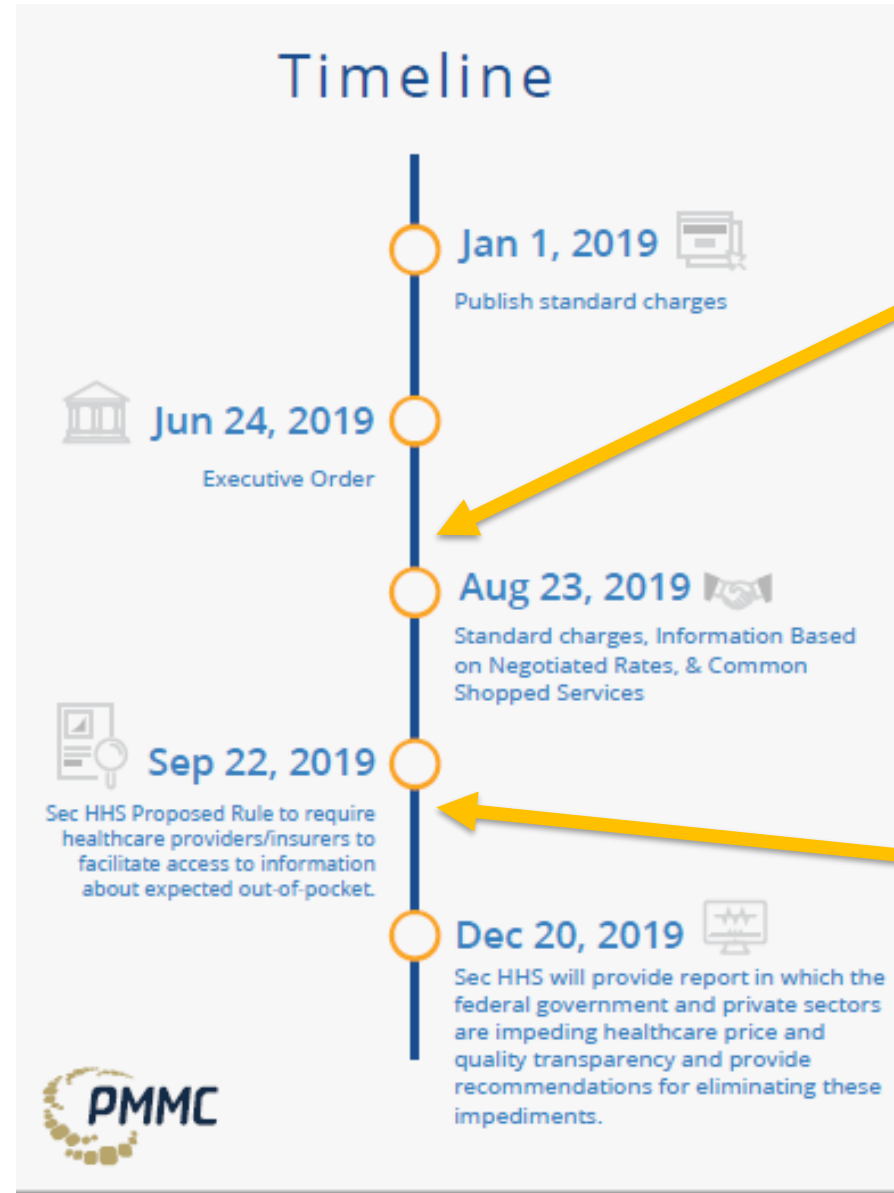 Timeline
Jan 1, 2019
Publish standard charges
Jun 24, 2019
Executive Order
Aug 23, 2019
Standard charges, Information Based
on Negotiated Rates, & Common
Shopped Services
Sep 22, 2019
Sec HHS Proposed Rule to require
healthcare providers/insurers to
facilitate access to information
about expected out-of-pocket.
Dec 20, 2019
Sec HHS will provide report in which the
federal government and private sectors
are impeding healthcare price and
quality transparency and provide
recommendations for eliminating these
impediments.
PMMC